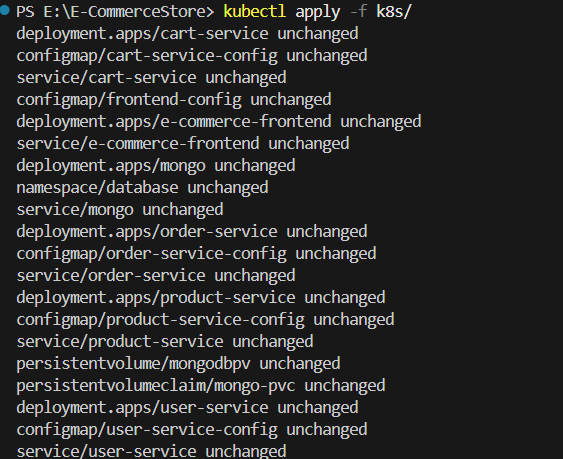 PS E:\E-CommerceStore> kubectl apply -f k8s/
deployment.apps/cart-service unchanged
configmap/cart-service-config unchanged
service/cart-service unchanged
configmap/frontend-config unchanged
deployment.apps/e-commerce-frontend unchanged
service/e-commerce-frontend unchanged
deployment.apps/mongo unchanged
namespace/database unchanged
service/mongo unchanged
deployment.apps/order-service unchanged
configmap/order-service-config unchanged
service/order-service unchanged
deployment.apps/product-service unchanged
configmap/product-service-config unchanged
service/product-service unchanged
persistentvolume/mongodbpv unchanged
persistentvolumeclaim/mongo-pvc unchanged
deployment.apps/user-service unchanged
configmap/user-service-config unchanged
service/user-service unchanged